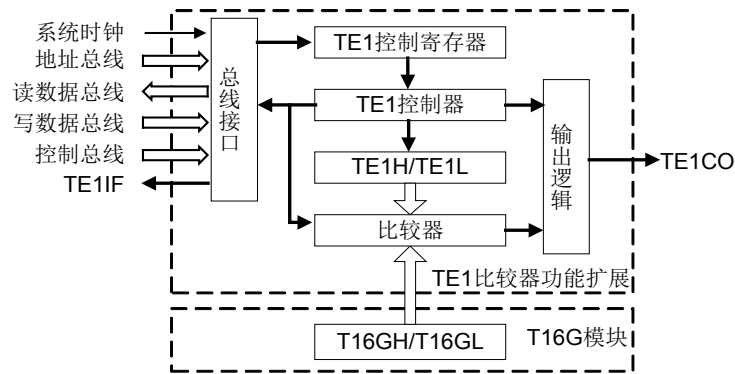 系统时钟
地址总线
读数据总线
写数据总线
控制总线
TE1IF
总线接口
TE1控制寄存器
TE1控制器
TE1H/TE1L
比较器
输出逻辑
TE1CO
TE1比较器功能扩展
T16GH/T16GL
T16G模块